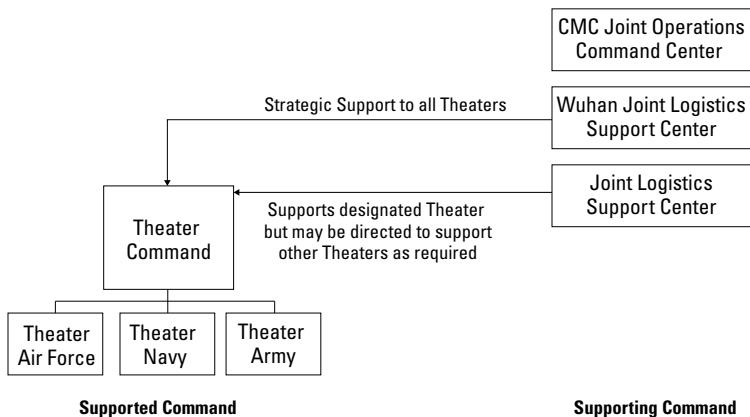 CMC Joint Operations
Command Center
Strategic Support to all Theaters
Wuhan Joint Logistics
Support Center
Joint Logistics
Support Center
Supports designated Theater
but may be directed to support
other Theaters as required
Theater
Command
Theater
Air Force
Theater
Navy
Theater
Army
Supported Command
Supporting Command